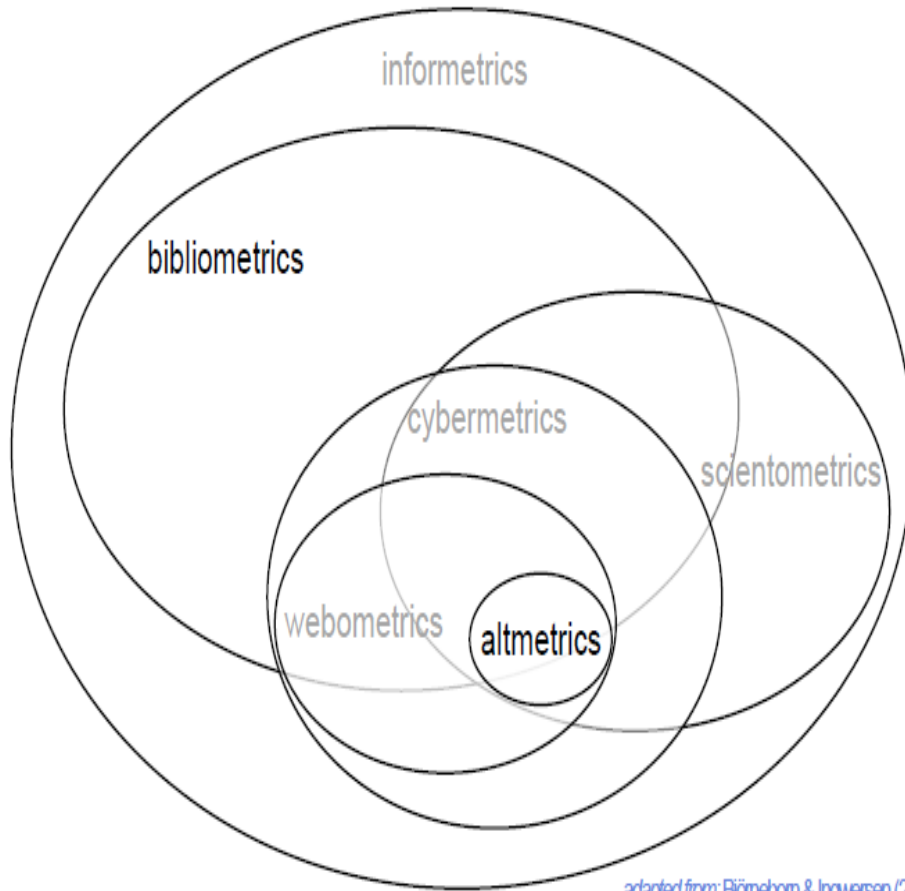 informetrics
bibliometrics
cybermetrics
scientometrics
webometrics
altmetrics
adapted from: Björneborn & Ingwersen